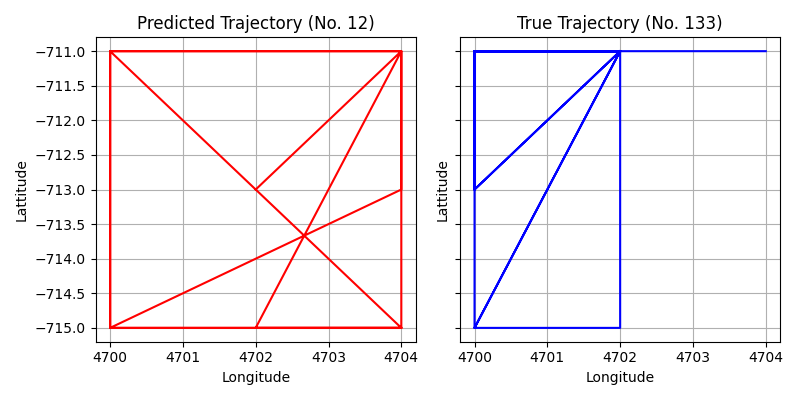 Predicted Trajectory (No. 12)
True Trajectory (No. 133)
−711.0
−711.5
−712.0
−712.5
−713.0
−713.5
−714.0
−714.5
−715.0
Lattitude
Lattitude
4700 4701 4702 4703 4704
4700 4701 4702 4703 4704
Longitude
Longitude